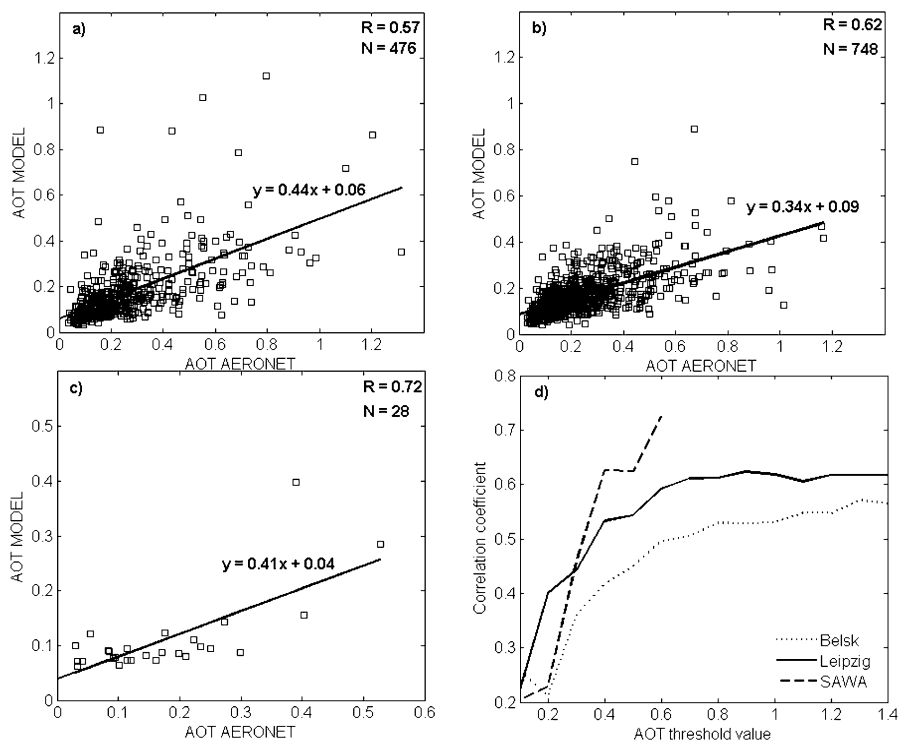 a)
R = 0.57
N = 476
1.2
1
0.8
0.6
0.4
0.2
0
AOT MODEL
y = 0.44x + 0.06
0 0.2 0.4 0.6 0.8 1 1.2
AOT AERONET
b)
R = 0.62
N = 748
1.2
1
0.8
0.6
0.4
0.2
0
AOT MODEL
y = 0.34x + 0.09
0 0.2 0.4 0.6 0.8 1 1.2 1.4
AOT AERONET
c)
R = 0.72
N = 28
0.5
0.4
0.3
0.2
0.1
0
AOT MODEL
y = 0.41x + 0.04
0 0.1 0.2 0.3 0.4 0.5 0.6
AOT AERONET
d)
0.8
0.7
0.6
0.5
0.4
0.3
0.2
Correlation coefficient
Belsk
Leipzig
SAWA
0.2 0.4 0.6 0.8 1 1.2 1.4
AOT threshold value